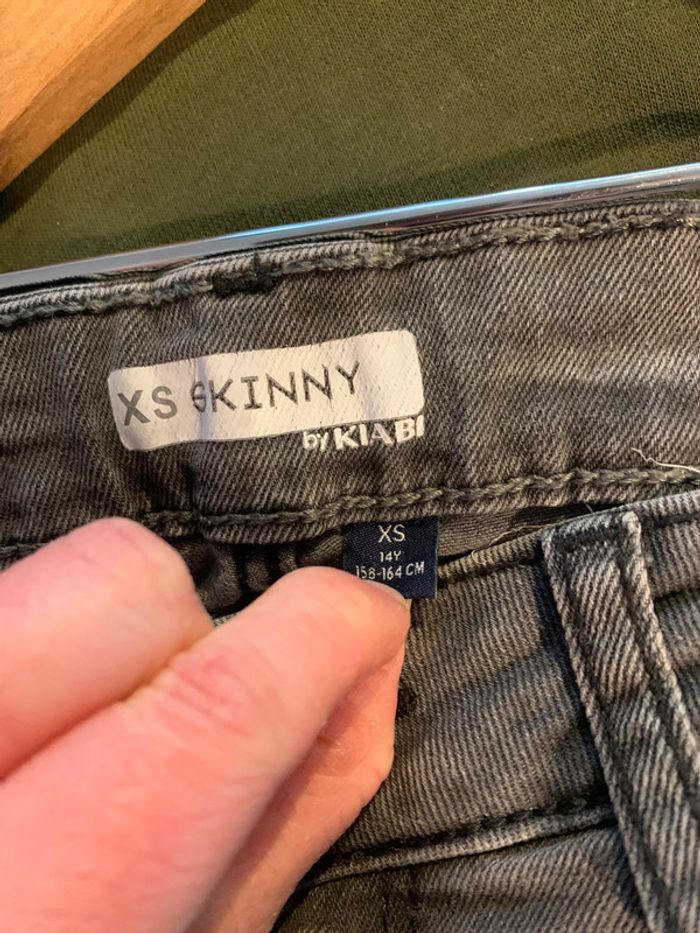 XS SKINNY
by KIABI
XS
14Y
158-164 CM